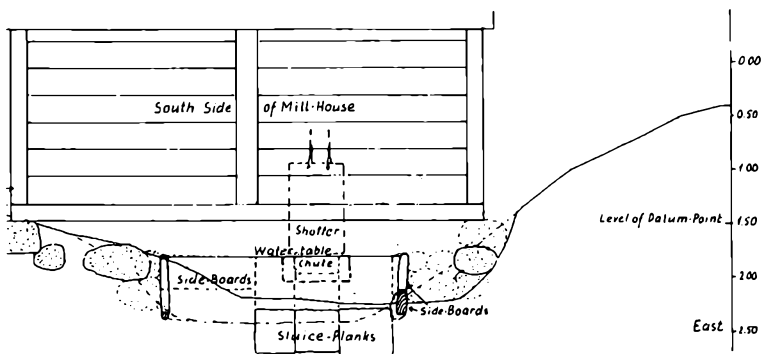 0.00
South Side of Mill-House
0.50
1.00
Level of Datum-Point
1.50
Shutter
Water-table
Chute
Side-Boards
2.00
Side-Boards
Sluice-Planks
East
2.50